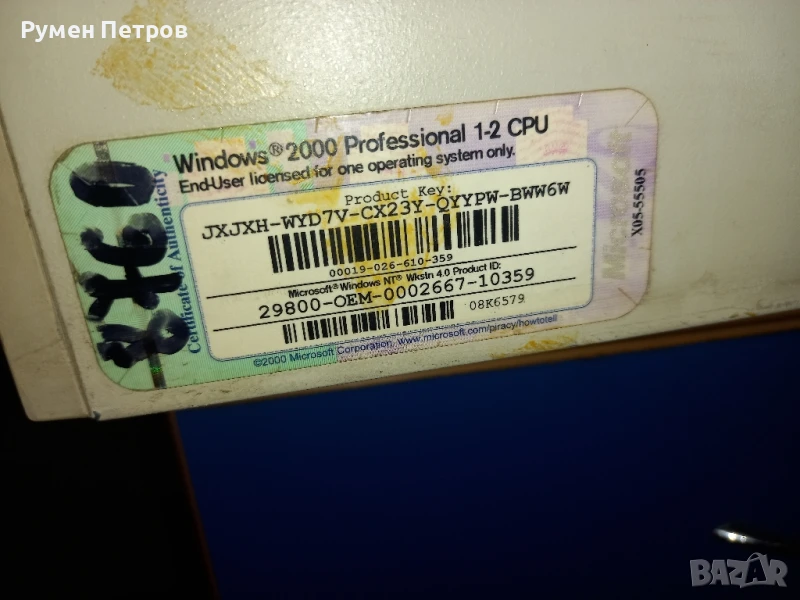 Румен Петров
Windows® 2000 Professional 1-2 CPU
End-User licensed for one operating system only.
Product Key:
JXJXH-WYD7V-CX23Y-QYYPW-BWW6W
00019-026-610-359
Microsoft® Windows NT® Wkstn 4.0 Product ID:
29800-OEM-0002667-10359
08K6579
©2000 Microsoft Corporation. www.microsoft.com/piracy/howtotell
Certificate of Authenticity
Microsoft
X05-55505
BAZAR